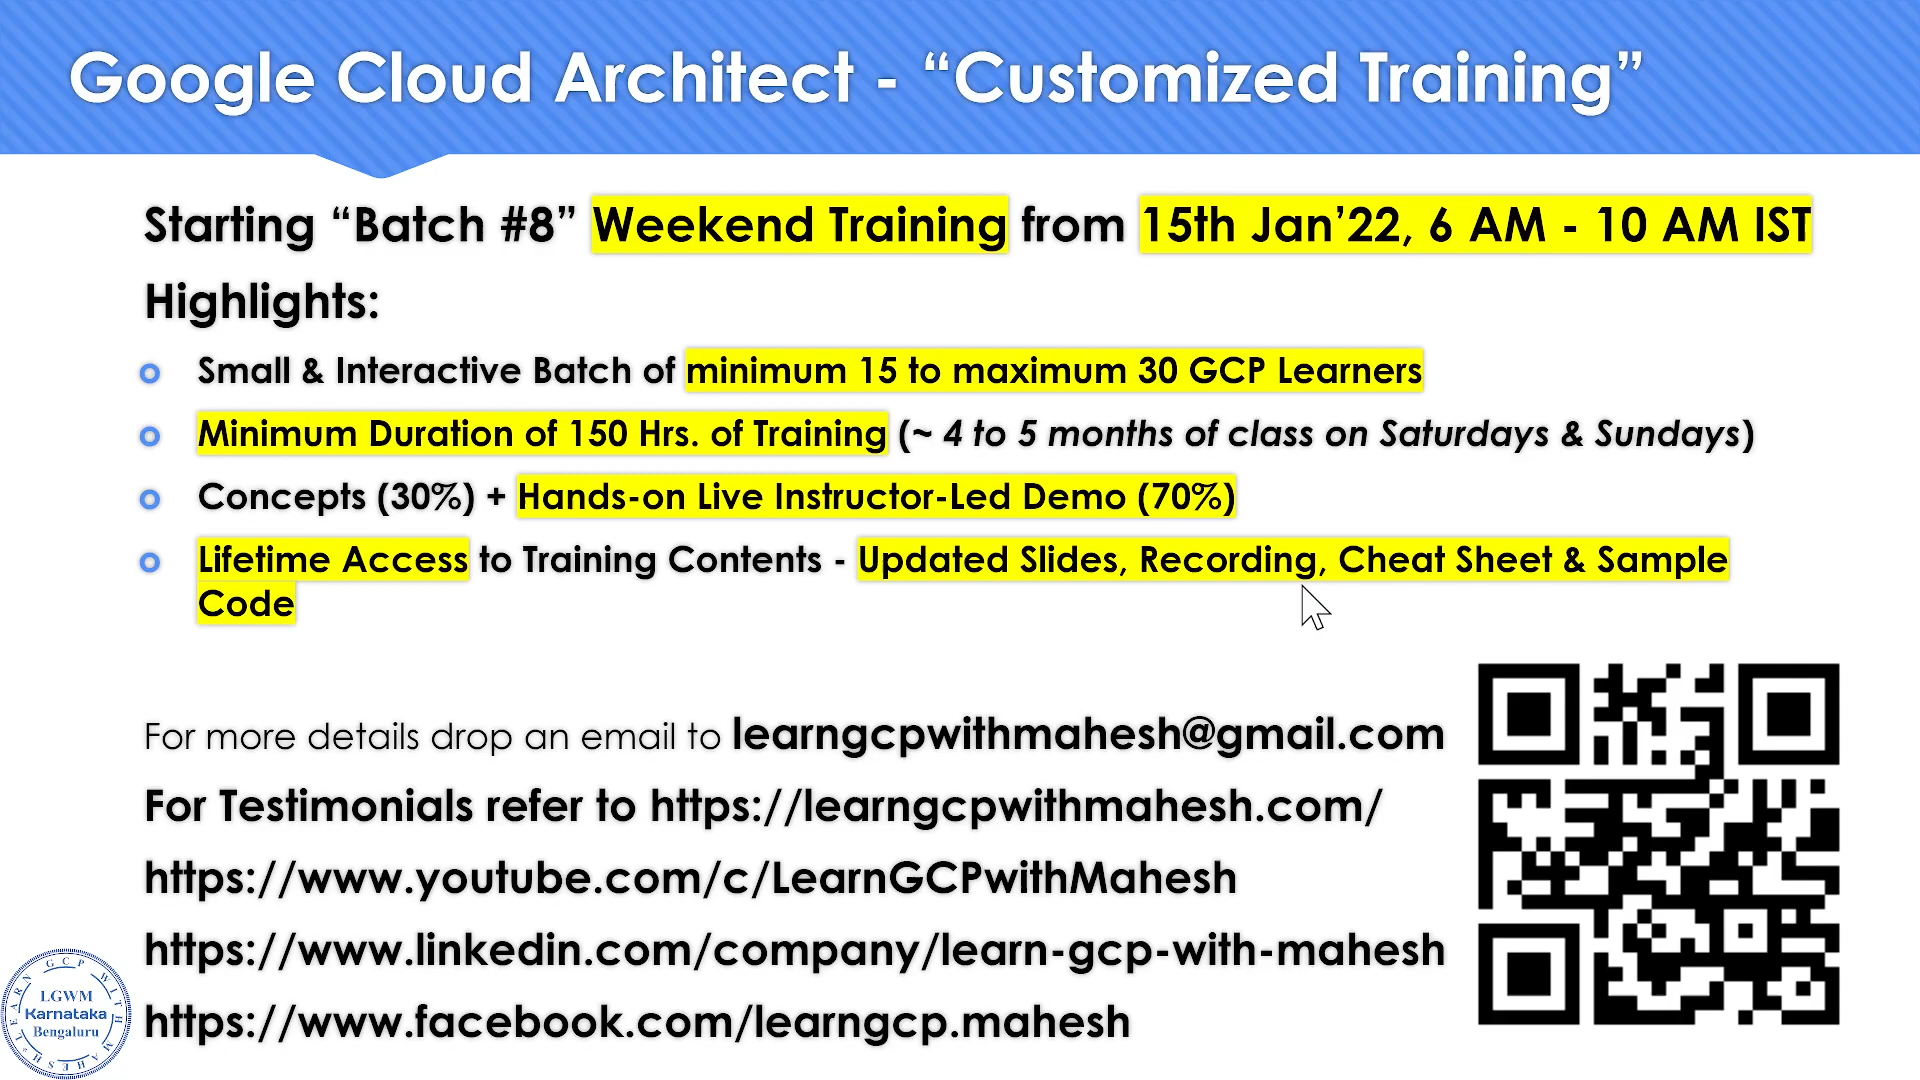 Google Cloud Architect - “Customized Training”
Starting “Batch #8” Weekend Training from 15th Jan’22, 6 AM - 10 AM IST
Highlights:
Small & Interactive Batch of minimum 15 to maximum 30 GCP Learners
Minimum Duration of 150 Hrs. of Training (~ 4 to 5 months of class on Saturdays & Sundays)
Concepts (30%) + Hands-on Live Instructor-Led Demo (70%)
Lifetime Access to Training Contents - Updated Slides, Recording, Cheat Sheet & Sample
Code
For more details drop an email to learngcpwithmahesh@gmail.com
For Testimonials refer to https://learngcpwithmahesh.com/
https://www.youtube.com/c/LearnGCPwithMahesh
https://www.linkedin.com/company/learn-gcp-with-mahesh
https://www.facebook.com/learngcp.mahesh
LEARN GCP WITH MAHESH
LGWM
Karnataka
Bengaluru